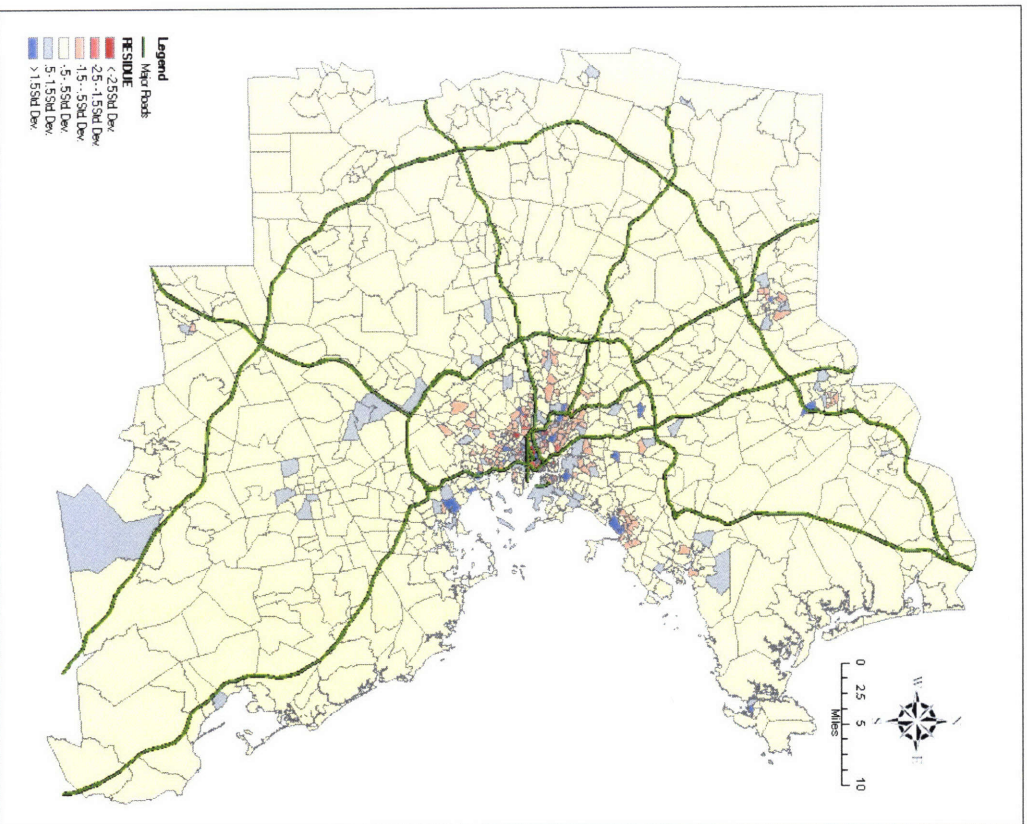 Legend
Major Roads
RESIDUE
< -2.5 Std. Dev.
-2.5 - -1.5 Std. Dev.
-1.5 - -.5 Std. Dev.
-.5 - .5 Std. Dev.
.5 - 1.5 Std. Dev.
> 1.5 Std. Dev.
W
E
0 2.5 5 10
Miles